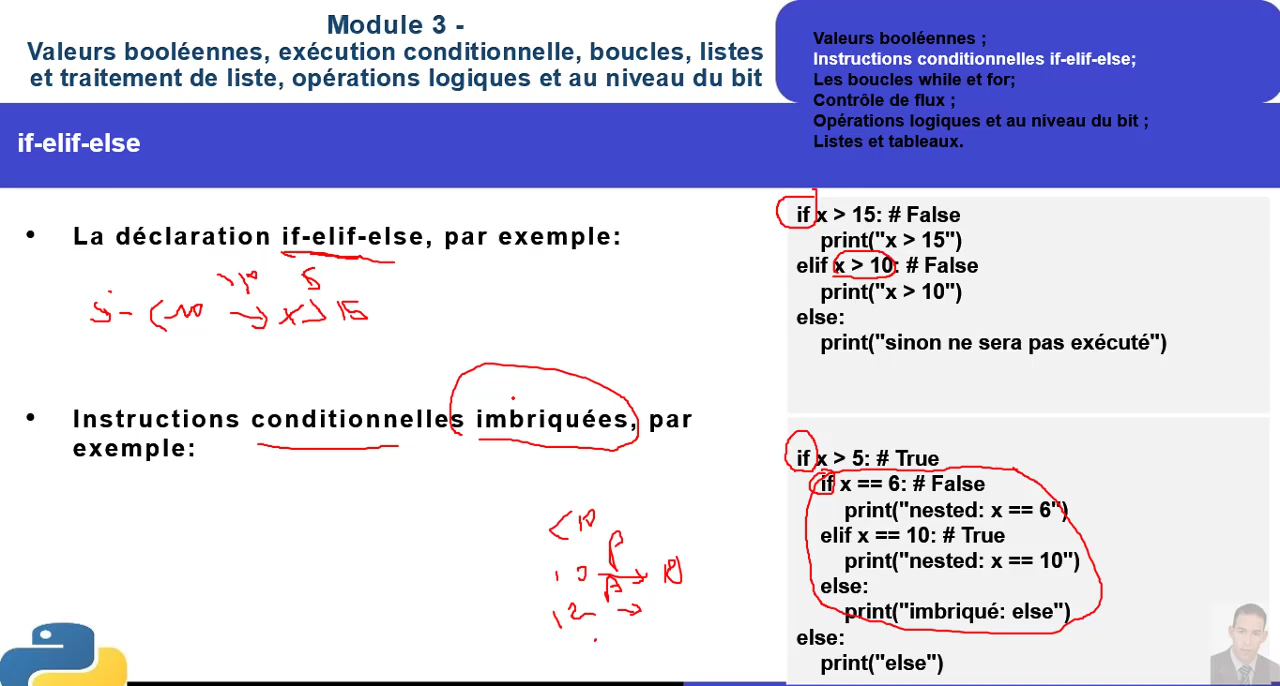 Module 3 -
Valeurs booléennes, exécution conditionnelle, boucles, listes
et traitement de liste, opérations logiques et au niveau du bit
Valeurs booléennes ;
Instructions conditionnelles if-elif-else;
Les boucles while et for;
Contrôle de flux ;
Opérations logiques et au niveau du bit ;
Listes et tableaux.
if-elif-else
• La déclaration if-elif-else, par exemple:
x > 15
• Instructions conditionnelles imbriquées, par
exemple:
<10
if x > 15: # False
print("x > 15")
elif x > 10: # False
print("x > 10")
else:
print("sinon ne sera pas exécuté")
if x > 5: # True
if x == 6: # False
print("nested: x == 6")
elif x == 10: # True
print("nested: x == 10")
else:
print("imbriqué: else")
else:
print("else")